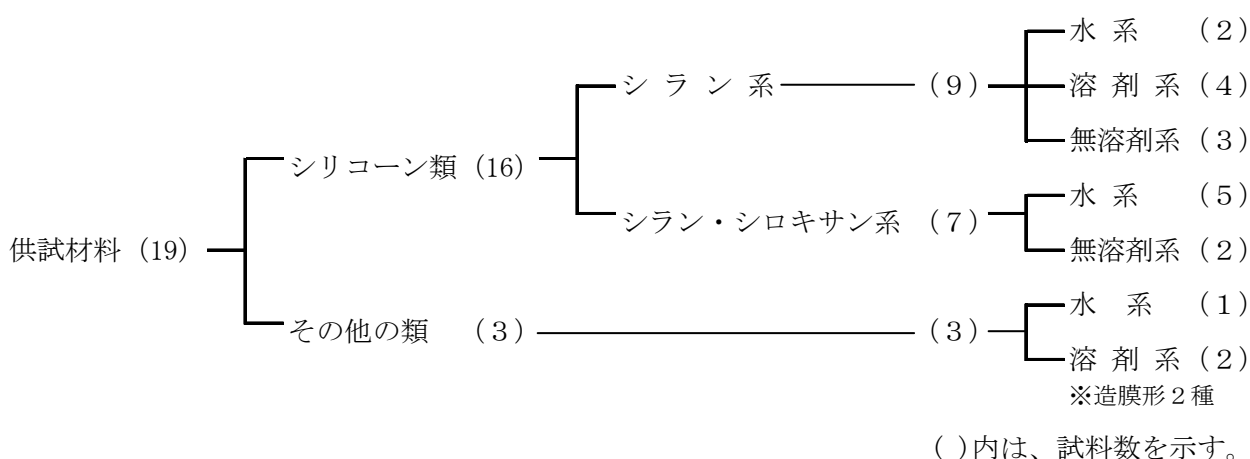 水 系 (２)
シ ラ ン 系 (９) 溶 剤 系 (４)
無溶剤系 (３)
シリコーン類 (16)
水 系 (５)
シラン・シロキサン系 (７)
供試材料 (19) 無溶剤系 (２)
水 系 (１)
その他の類 (３) (３)
溶 剤 系 (２)
※造膜形２種
( )内は、試料数を示す。